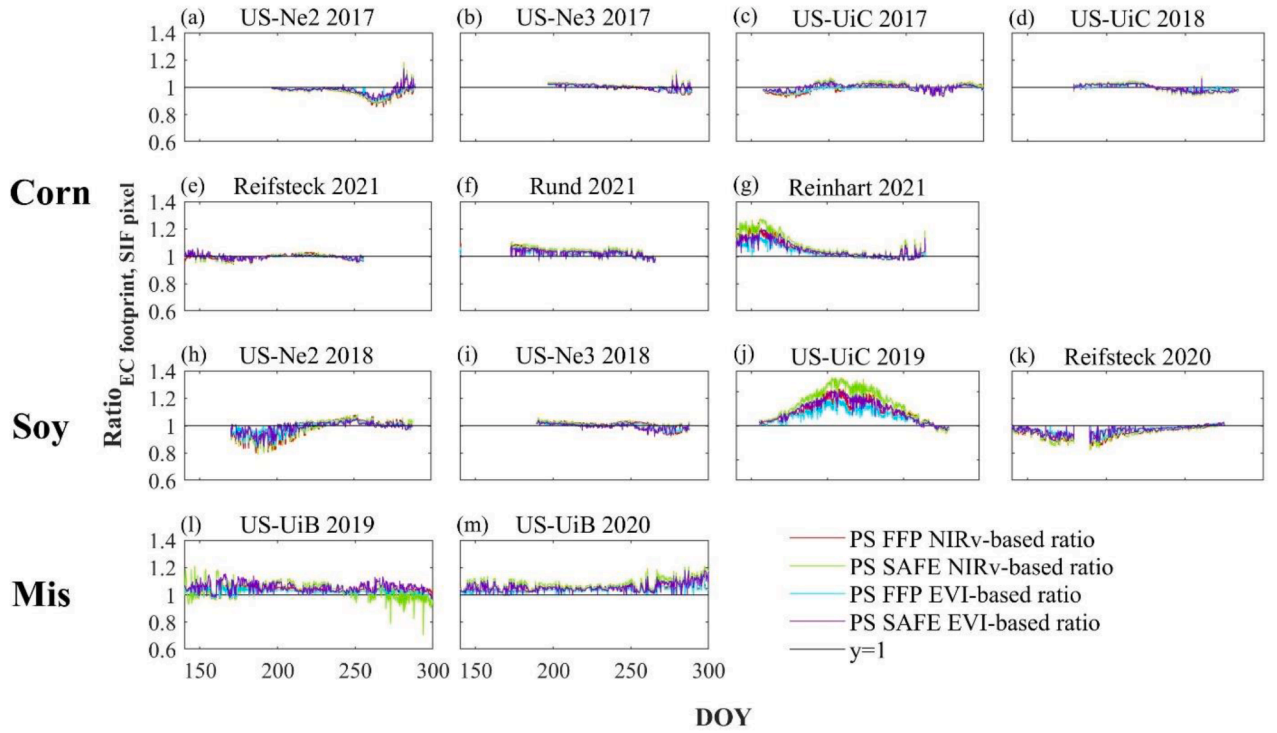 (a) US-Ne2 2017
(b) US-Ne3 2017
(c) US-UiC 2017
(d) US-UiC 2018
1.4
1.2
1
0.8
0.6
Corn
(e) Reifsteck 2021
(f) Rund 2021
(g) Reinhart 2021
1.4
1.2
1
0.8
0.6
Ratio EC footprint, SIF pixel
(h) US-Ne2 2018
(i) US-Ne3 2018
(j) US-UiC 2019
(k) Reifsteck 2020
1.4
1.2
1
0.8
0.6
Soy
(l) US-UiB 2019
(m) US-UiB 2020
1.4
1.2
1
0.8
0.6
Mis
150 200 250 300
150 200 250 300
DOY
PS FFP NIRv-based ratio
PS SAFE NIRv-based ratio
PS FFP EVI-based ratio
PS SAFE EVI-based ratio
y=1